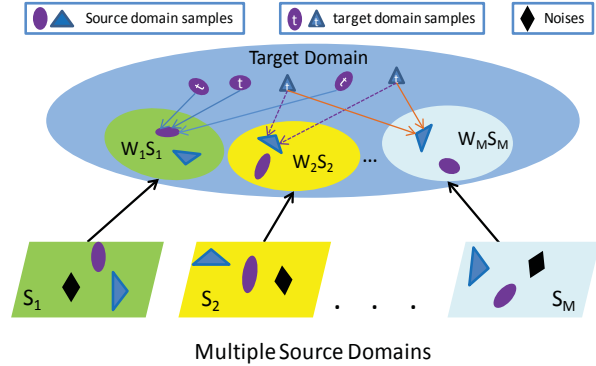 Source domain samples
t t target domain samples
Noises
Target Domain
t t t t t
W1S1
W2S2
...
WMSM
S1
S2
. . . .
SM
Multiple Source Domains